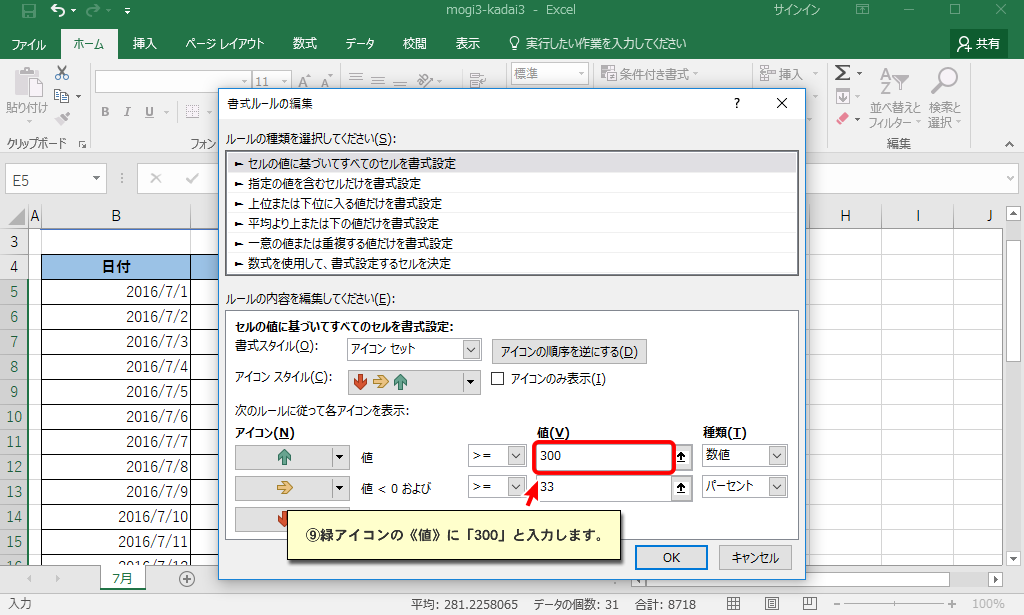 mogi3-kadai3 - Excel
サインイン
ファイル ホーム 挿入 ページ レイアウト 数式 データ 校閲 表示 実行したい作業を入力してください 共有
11 標準 条件付き書式 挿入
貼り付け
B I U
並べ替えと フィルター
検索と 選択
クリップボード フォン 編集
E5
A B H I J
3
4 日付
5 2016/7/1
6 2016/7/2
7 2016/7/3
8 2016/7/4
9 2016/7/5
10 2016/7/6
11 2016/7/7
12 2016/7/8
13 2016/7/9
14 2016/7/10
15 2016/7/11
16 2016/7/12
書式ルールの編集 ?
ルールの種類を選択してください(S):
► セルの値に基づいてすべてのセルを書式設定
► 指定の値を含むセルだけを書式設定
► 上位または下位に入る値だけを書式設定
► 平均より上または下の値だけを書式設定
► 一意の値または重複する値だけを書式設定
► 数式を使用して、書式設定するセルを決定
ルールの内容を編集してください(E):
セルの値に基づいてすべてのセルを書式設定:
書式スタイル(O): アイコン セット アイコンの順序を逆にする(D)
アイコン スタイル(C): アイコンのみ表示(I)
次のルールに従って各アイコンを表示:
アイコン(N) 値(V) 種類(T)
値 >= 300 数値
値 < 0 および >= 33 パーセント
⑨緑アイコンの《値》に「300」と入力します。
OK キャンセル
7月
入力 平均: 281.2258065 データの個数: 31 合計: 8718 100%